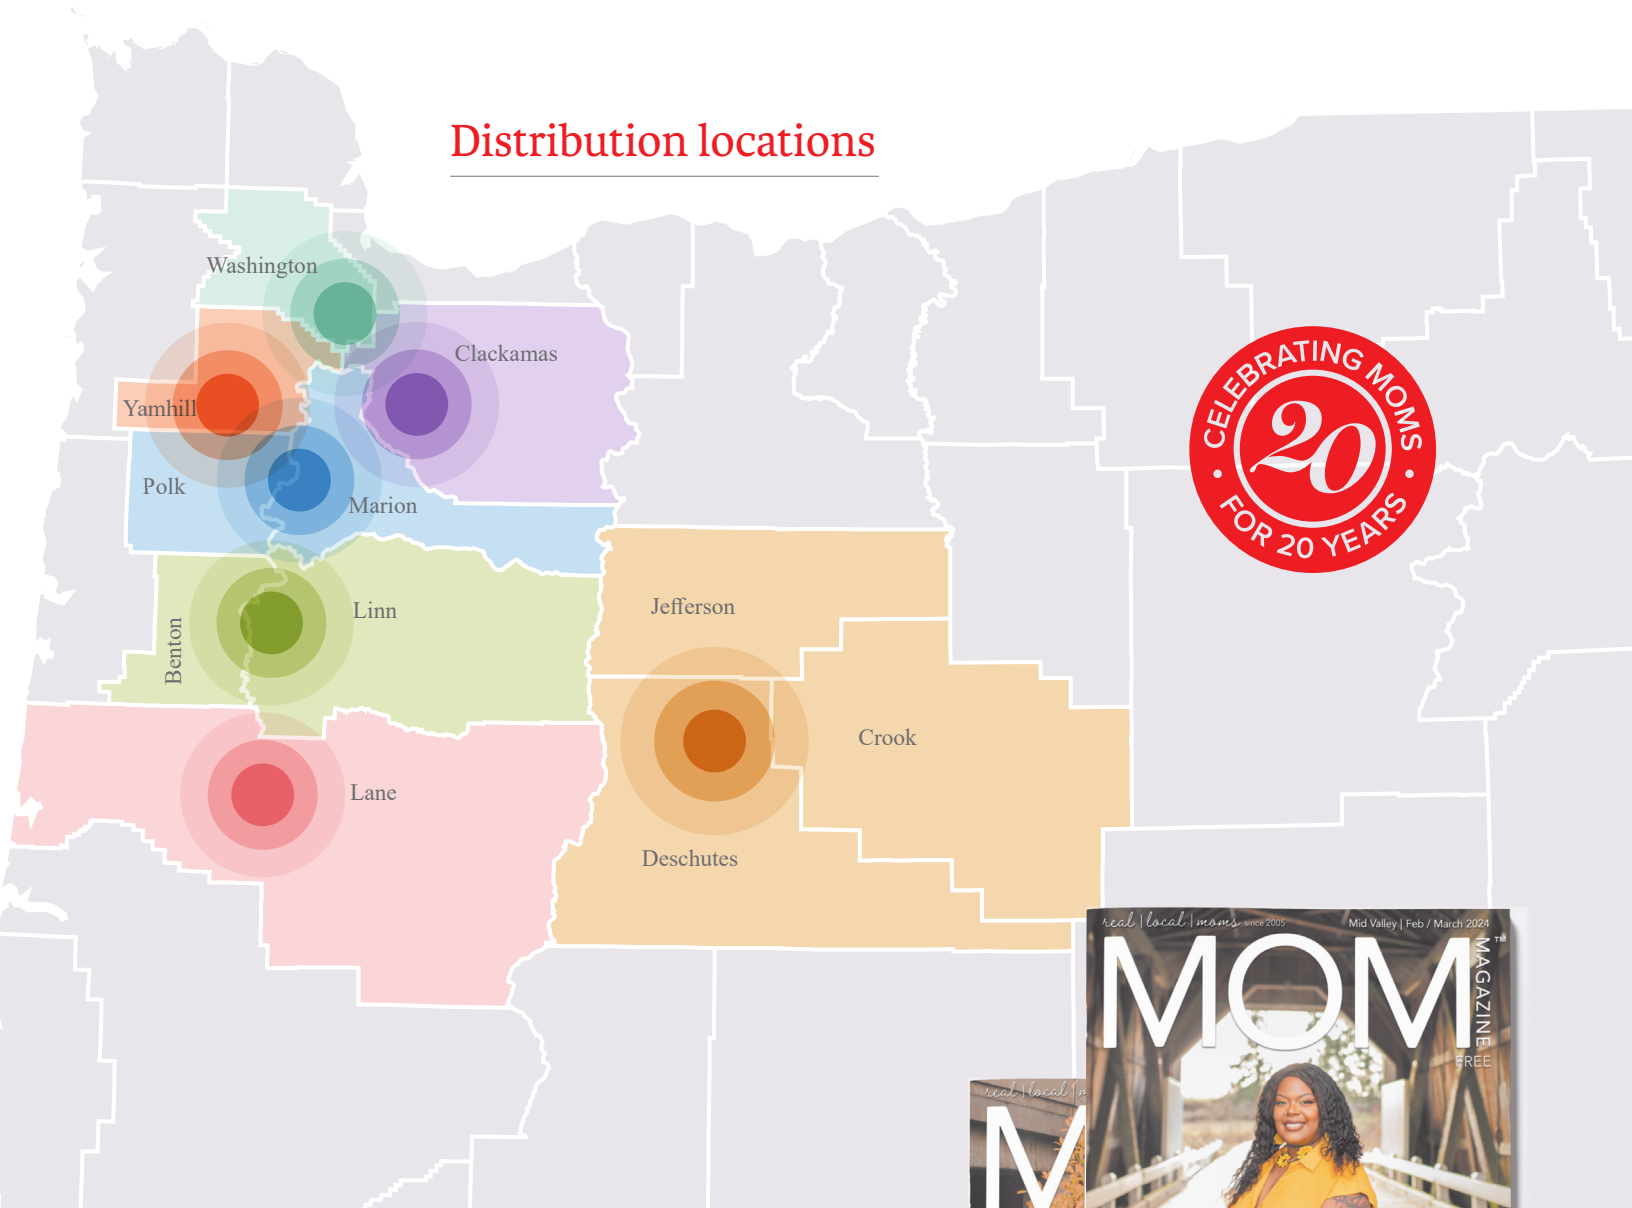 Distribution locations
Washington
Clackamas
Yamhill
Polk
Marion
Linn
Benton
Jefferson
Crook
Lane
Deschutes
CELEBRATING MOMS
20
• FOR 20 YEARS •
real | local | moms since 2005
Mid Valley | Feb / March 2024
MOM™
MAGAZINE
FREE
real | local | m
M